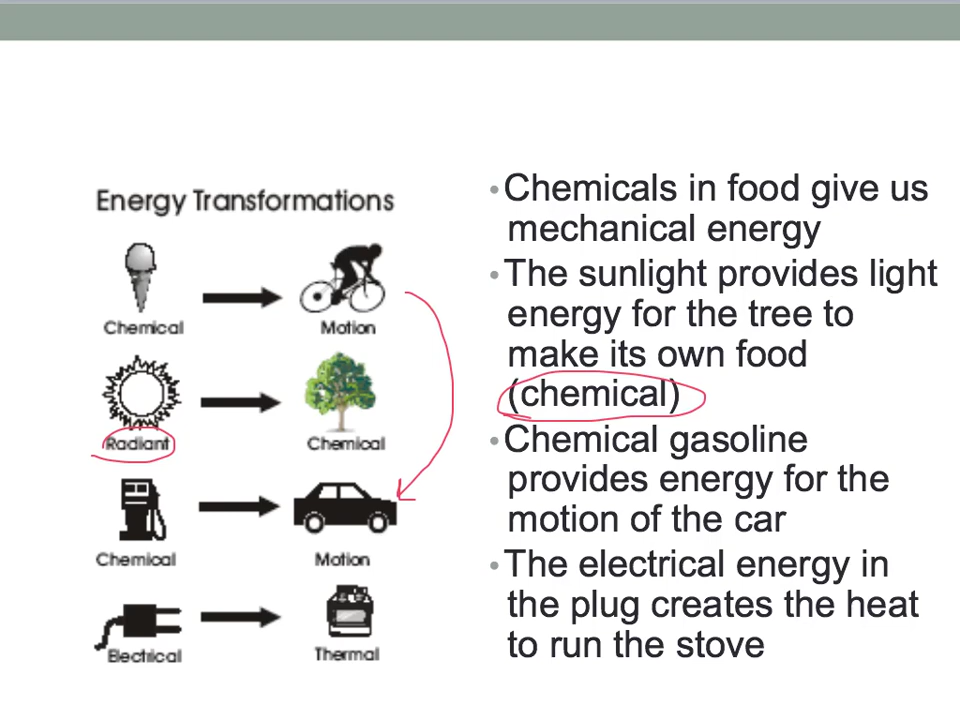 Energy Transformations
Chemical
Motion
Radiant
Chemical
Chemical
Motion
Electrical
Thermal
•Chemicals in food give us
mechanical energy
•The sunlight provides light
energy for the tree to
make its own food
(chemical)
•Chemical gasoline
provides energy for the
motion of the car
•The electrical energy in
the plug creates the heat
to run the stove